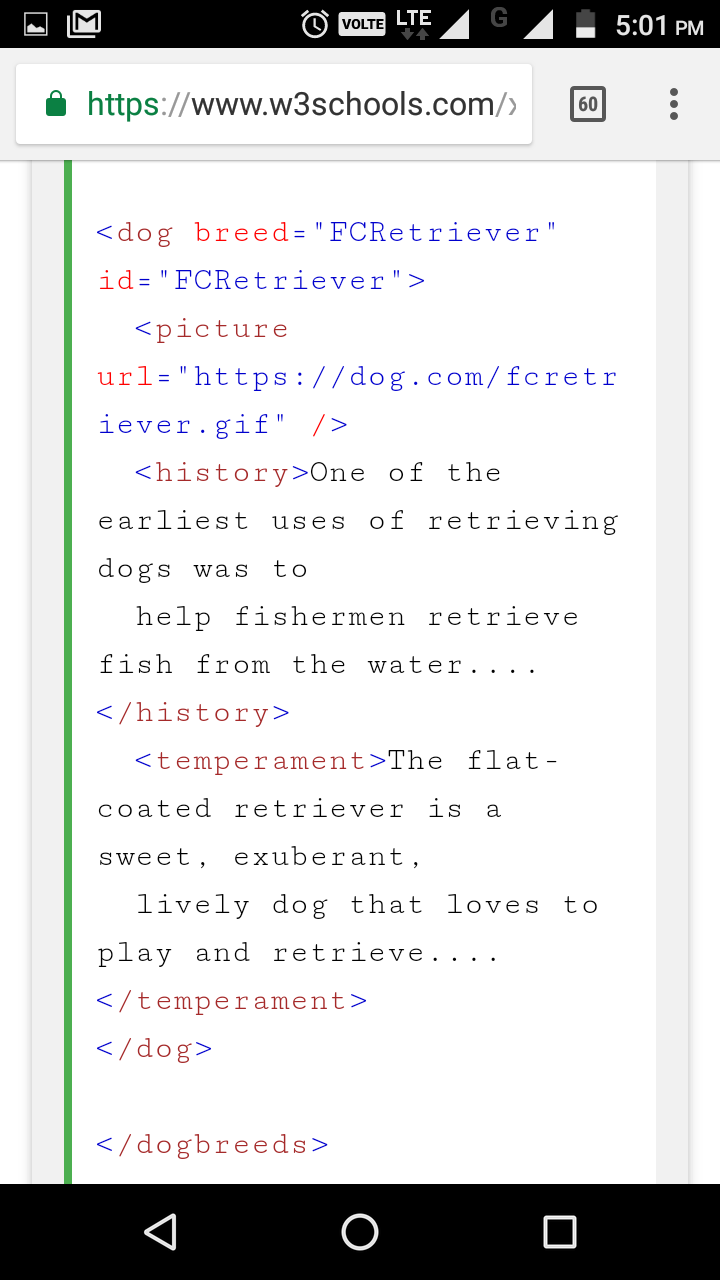 VOLTE LTE G 5:01 PM
https://www.w3schools.com/ 60
<dog breed="FCRetriever"
id="FCRetriever">
<picture
url="https://dog.com/fcretr
iever.gif" />
<history>One of the
earliest uses of retrieving
dogs was to
help fishermen retrieve
fish from the water....
</history>
<temperament>The flat-
coated retriever is a
sweet, exuberant,
lively dog that loves to
play and retrieve....
</temperament>
</dog>
</dogbreeds>